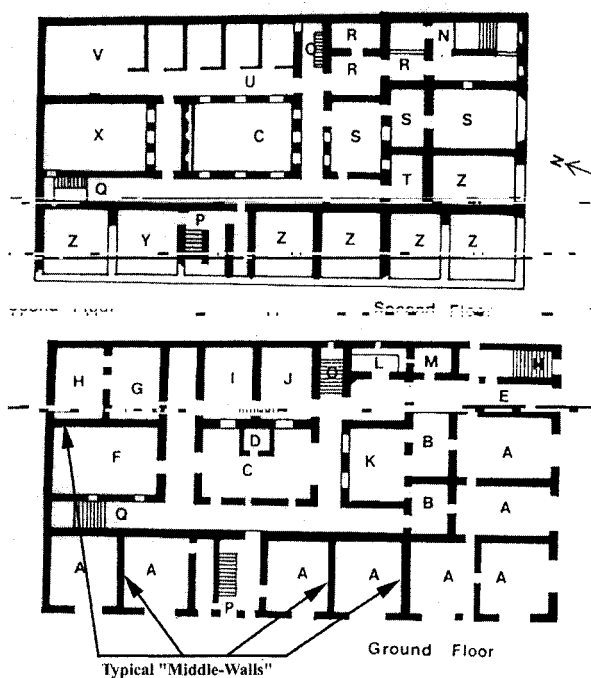 V O R N
U R R
X C S S S
Q T Z
P
Z Y Z Z Z Z
N
Second Floor
H G I J O L M H
E
D B A
F C K
B A
Q
A A A A A A
P
Ground Floor
Typical "Middle-Walls"